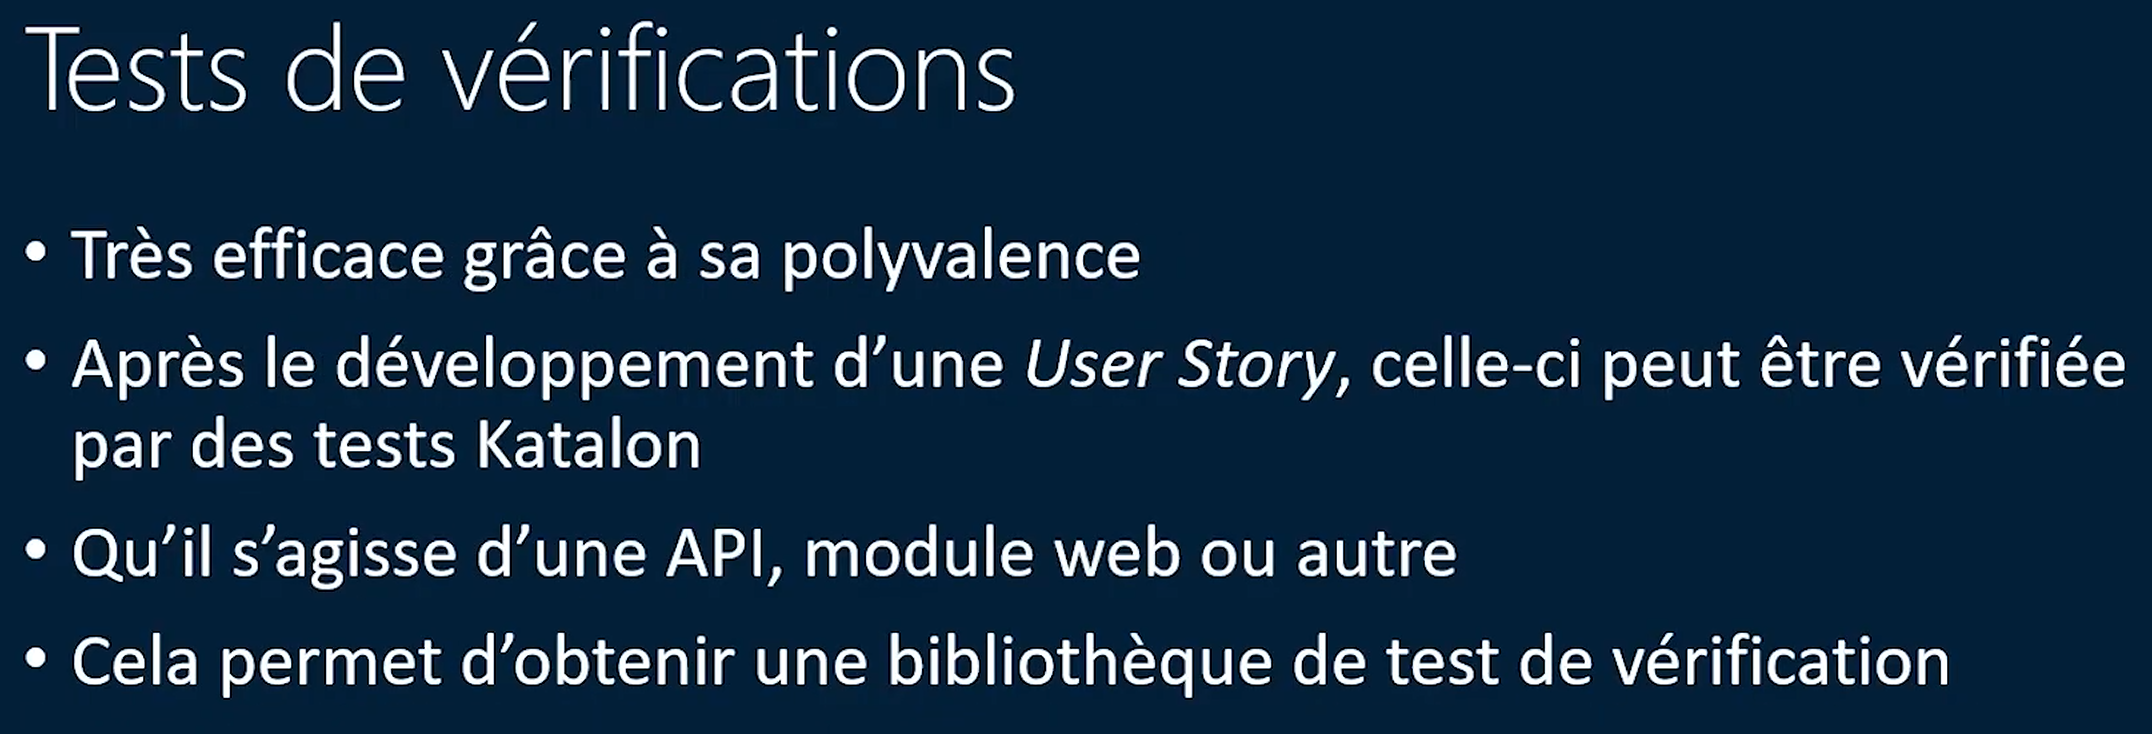 Tests de vérifications
• Très efficace grâce à sa polyvalence
• Après le développement d’une User Story, celle-ci peut être vérifiée
par des tests Katalon
• Qu’il s’agisse d’une API, module web ou autre
• Cela permet d’obtenir une bibliothèque de test de vérification